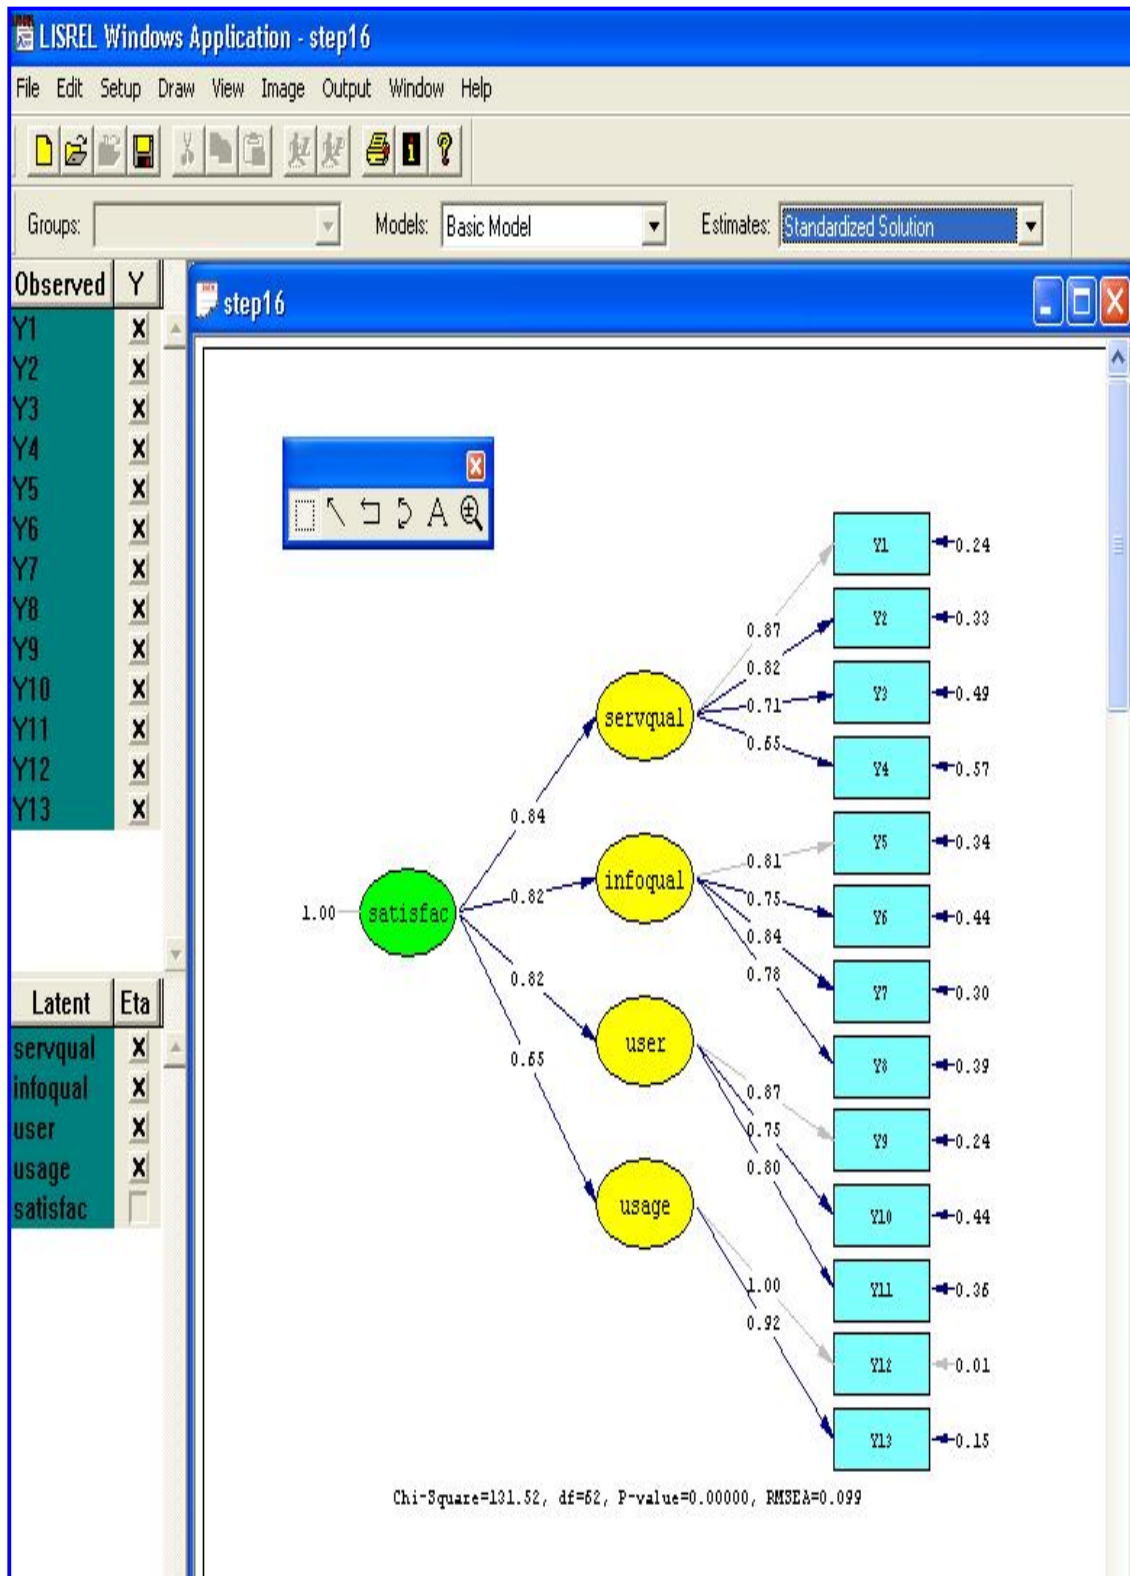 LISREL Windows Application - step16
File Edit Setup Draw View Image Output Window Help
Groups: Models: Basic Model Estimates: Standardized Solution
Observed Y
Y1 X
Y2 X
Y3 X
Y4 X
Y5 X
Y6 X
Y7 X
Y8 X
Y9 X
Y10 X
Y11 X
Y12 X
Y13 X
Latent Eta
servqual X
infoqual X
user X
usage X
satisfac
step16
A
1.00
satisfac
0.84
0.82
0.82
0.65
servqual
infoqual
user
usage
0.87
0.82
0.71
0.65
0.81
0.75
0.84
0.78
0.87
0.75
0.80
1.00
0.92
Y1 0.24
Y2 0.33
Y3 0.49
Y4 0.57
Y5 0.34
Y6 0.44
Y7 0.30
Y8 0.39
Y9 0.24
Y10 0.44
Y11 0.36
Y12 0.01
Y13 0.15
Chi-Square=131.52, df=62, P-value=0.00000, RMSEA=0.099